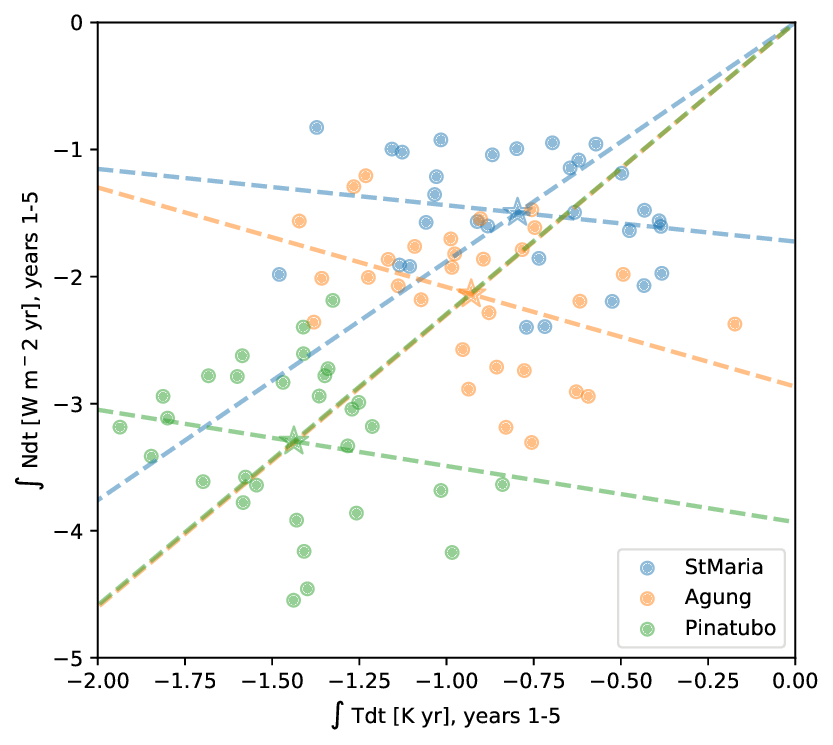 0
−1
−2
−3
−4
−5
∫ Ndt [W m − 2 yr], years 1-5
−2.00 −1.75 −1.50 −1.25 −1.00 −0.75 −0.50 −0.25 0.00
∫ Tdt [K yr], years 1-5
StMaria
Agung
Pinatubo